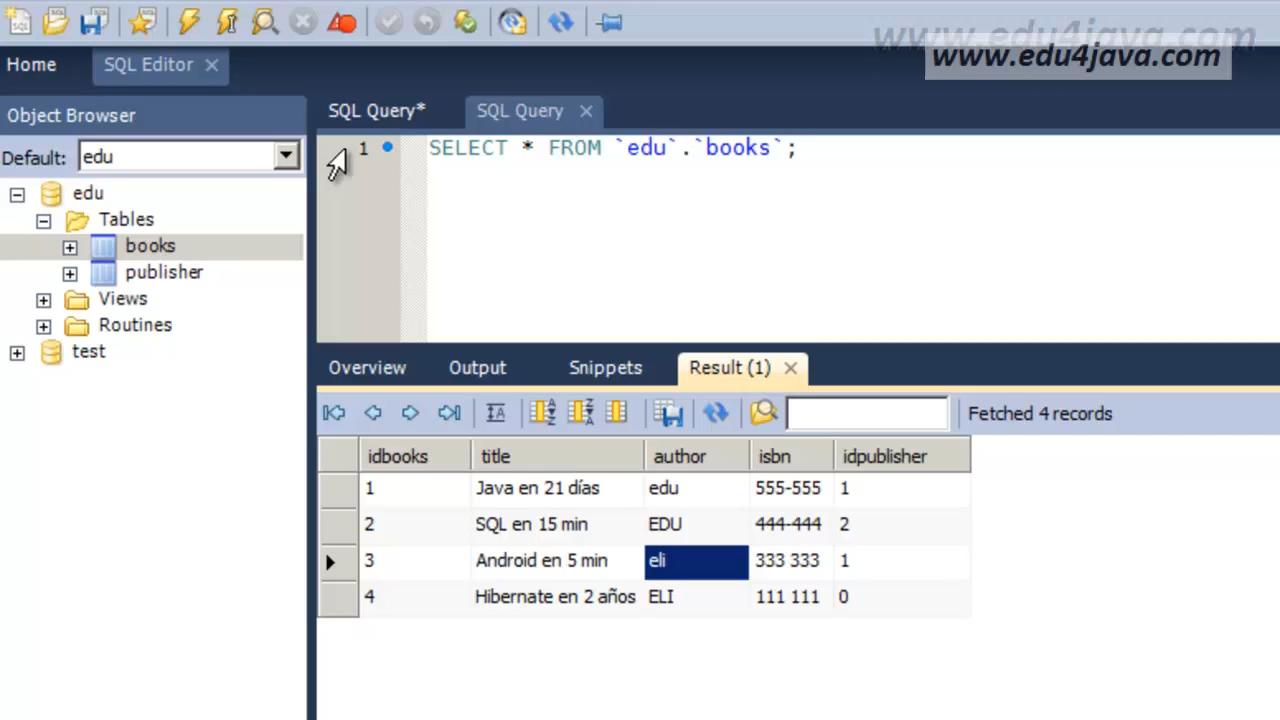 www.edu4java.com
www.edu4java.com
Home
SQL Editor
Object Browser
SQL Query*
SQL Query
Default: edu
1 SELECT * FROM `edu`.`books`;
edu
Tables
books
publisher
Views
Routines
test
Overview Output Snippets Result (1)
Fetched 4 records
idbooks title author isbn idpublisher
1 Java en 21 días edu 555-555 1
2 SQL en 15 min EDU 444-444 2
3 Android en 5 min eli 333 333 1
4 Hibernate en 2 años ELI 111 111 0